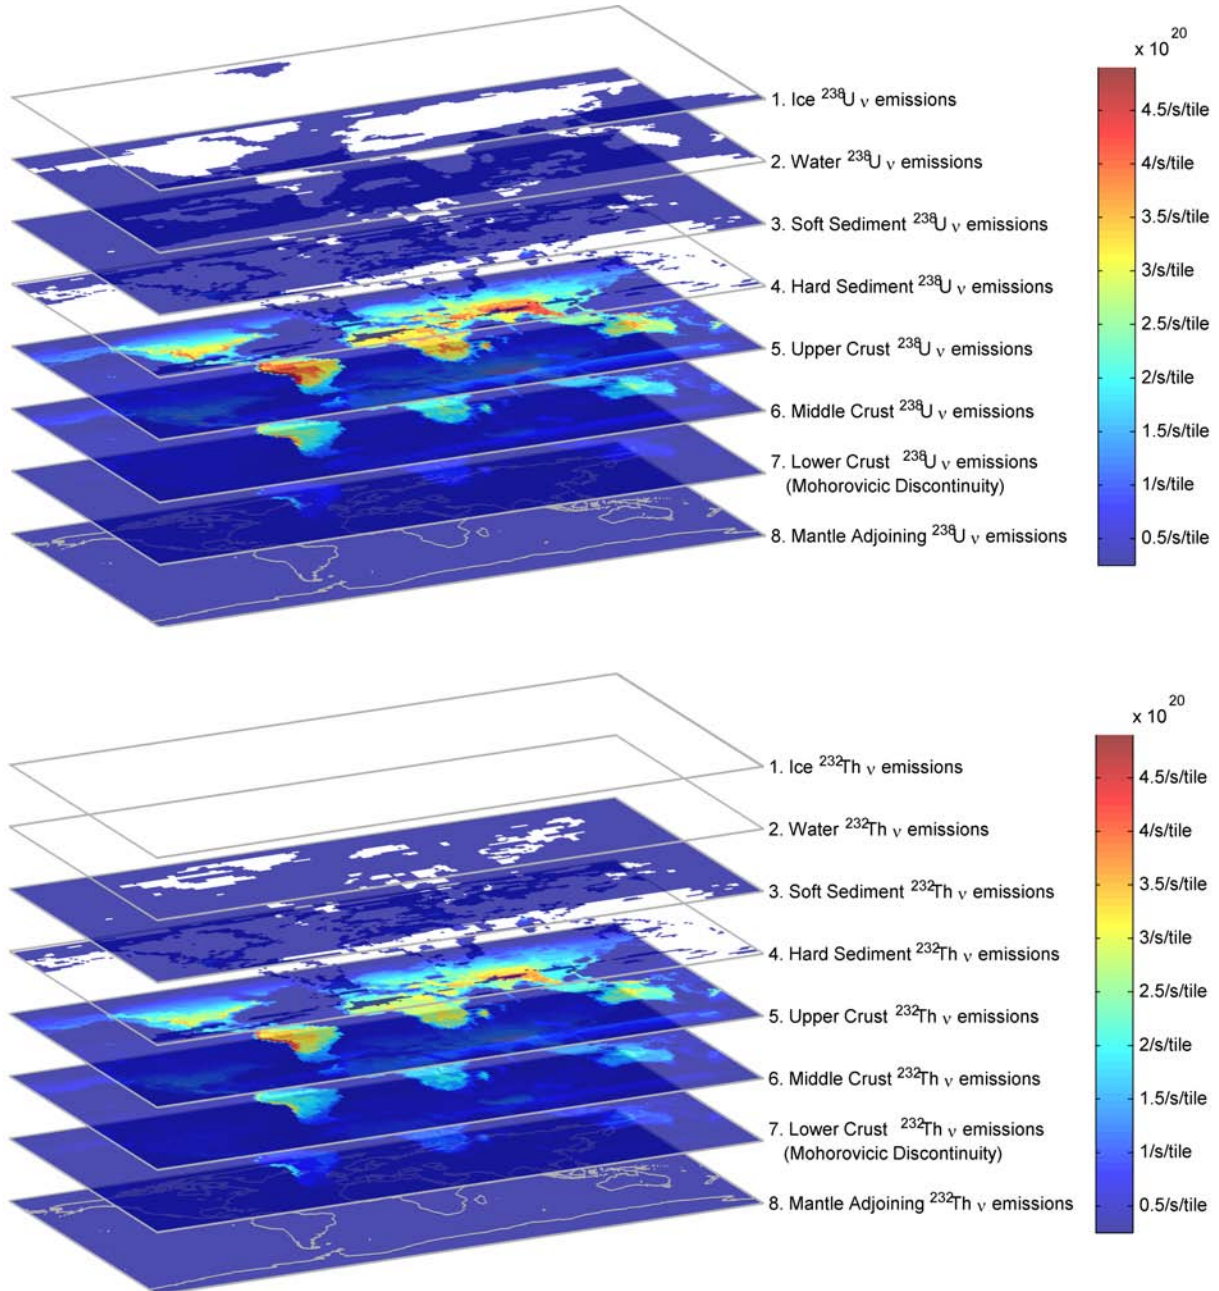 x 10²⁰
4.5/s/tile
4/s/tile
3.5/s/tile
3/s/tile
2.5/s/tile
2/s/tile
1.5/s/tile
1/s/tile
0.5/s/tile
1. Ice ²³⁸U ν emissions
2. Water ²³⁸U ν emissions
3. Soft Sediment ²³⁸U ν emissions
4. Hard Sediment ²³⁸U ν emissions
5. Upper Crust ²³⁸U ν emissions
6. Middle Crust ²³⁸U ν emissions
7. Lower Crust ²³⁸U ν emissions
(Mohorovicic Discontinuity)
8. Mantle Adjoining ²³⁸U ν emissions
x 10²⁰
4.5/s/tile
4/s/tile
3.5/s/tile
3/s/tile
2.5/s/tile
2/s/tile
1.5/s/tile
1/s/tile
0.5/s/tile
1. Ice ²³²Th ν emissions
2. Water ²³²Th ν emissions
3. Soft Sediment ²³²Th ν emissions
4. Hard Sediment ²³²Th ν emissions
5. Upper Crust ²³²Th ν emissions
6. Middle Crust ²³²Th ν emissions
7. Lower Crust ²³²Th ν emissions
(Mohorovicic Discontinuity)
8. Mantle Adjoining ²³²Th ν emissions